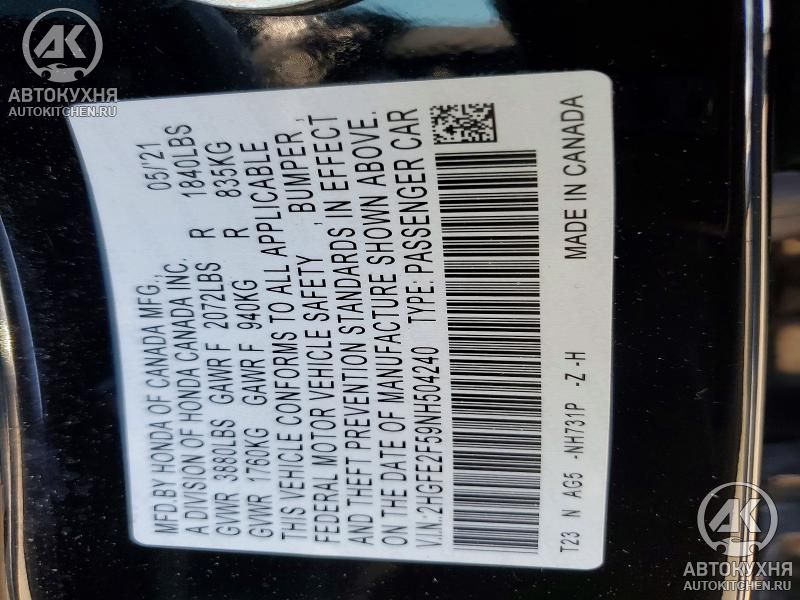 АК
АВТОКУХНЯ
AUTOKITCHEN.RU
MFD.BY HONDA OF CANADA MFG., 05/'21
A DIVISION OF HONDA CANADA INC.
GVWR 3880LBS GAWR F 2072LBS R 1840LBS
GVWR 1760KG GAWR F 940KG R 835KG
THIS VEHICLE CONFORMS TO ALL APPLICABLE
FEDERAL MOTOR VEHICLE SAFETY , BUMPER ,
AND THEFT PREVENTION STANDARDS IN EFFECT
ON THE DATE OF MANUFACTURE SHOWN ABOVE.
V.I.N.:2HGFE2F59NH504240 TYPE: PASSENGER CAR
T23 N AG5 -NH731P -Z -H MADE IN CANADA
АК
АВТОКУХНЯ
AUTOKITCHEN.RU